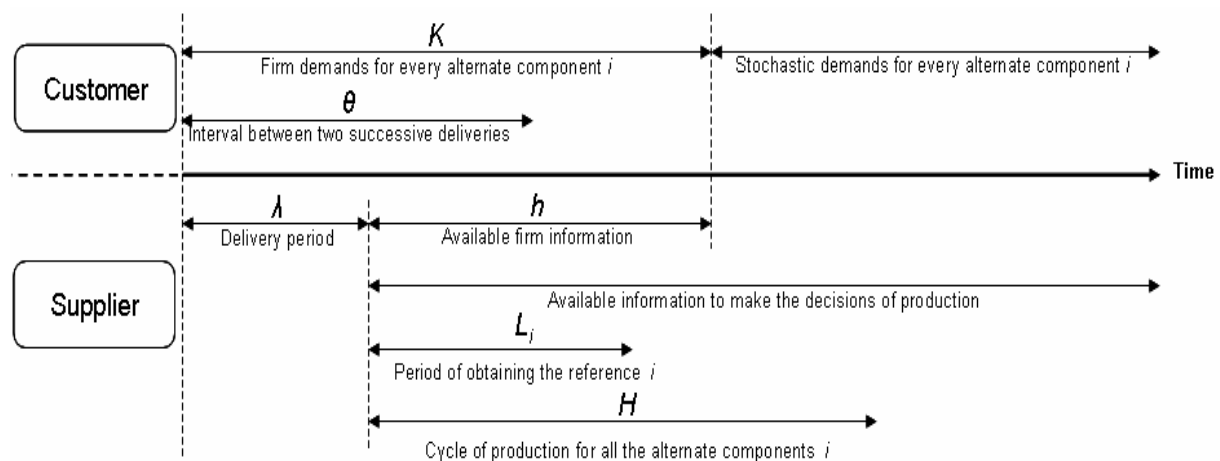 K
Firm demands for every alternate component i
Stochastic demands for every alternate component i
Customer
θ
Interval between two successive deliveries
Time
λ
h
Delivery period
Available firm information
Supplier
Available information to make the decisions of production
Li
Period of obtaining the reference i
H
Cycle of production for all the alternate components i